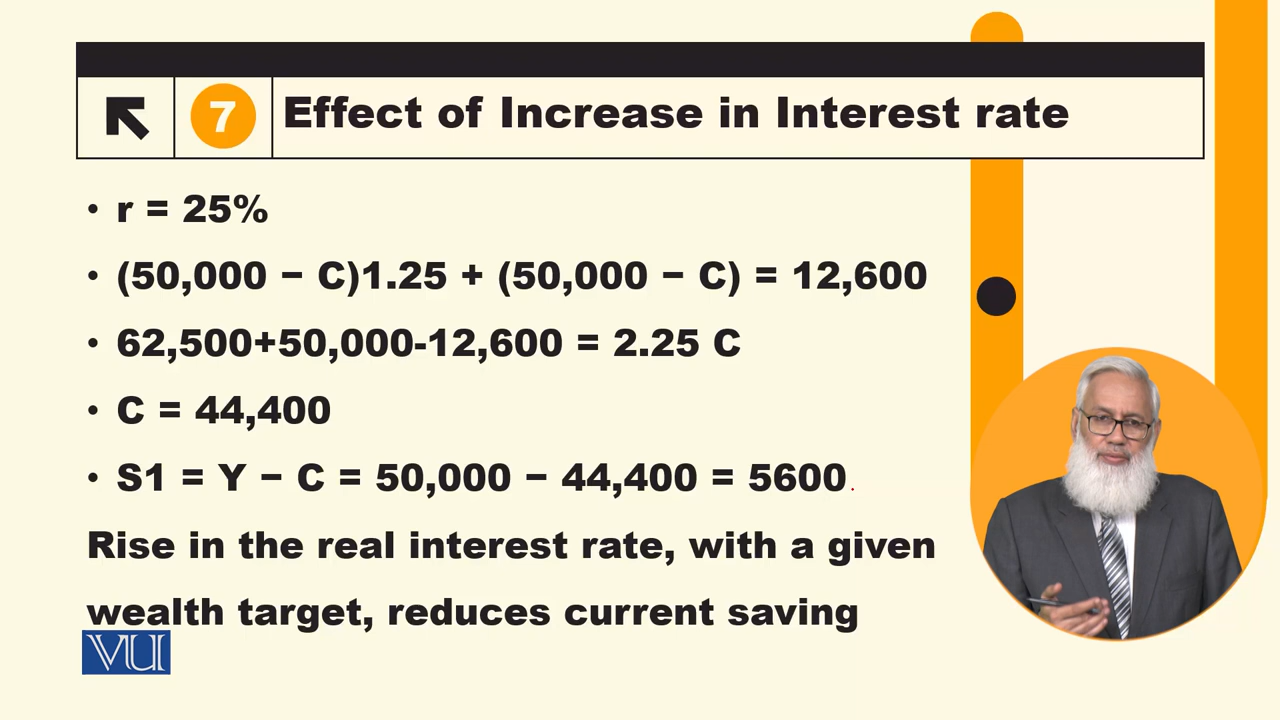 7 Effect of Increase in Interest rate
• r = 25%
• (50,000 – C)1.25 + (50,000 – C) = 12,600
• 62,500+50,000-12,600 = 2.25 C
• C = 44,400
• S1 = Y – C = 50,000 – 44,400 = 5600.
Rise in the real interest rate, with a given
wealth target, reduces current saving
VU